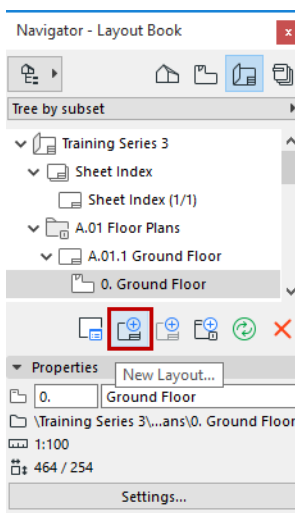 Navigator - Layout Book
x
Tree by subset
Training Series 3
Sheet Index
Sheet Index (1/1)
A.01 Floor Plans
A.01.1 Ground Floor
0. Ground Floor
Properties
New Layout...
0. Ground Floor
\Training Series 3\...ans\0. Ground Floor
1:100
464 / 254
Settings...